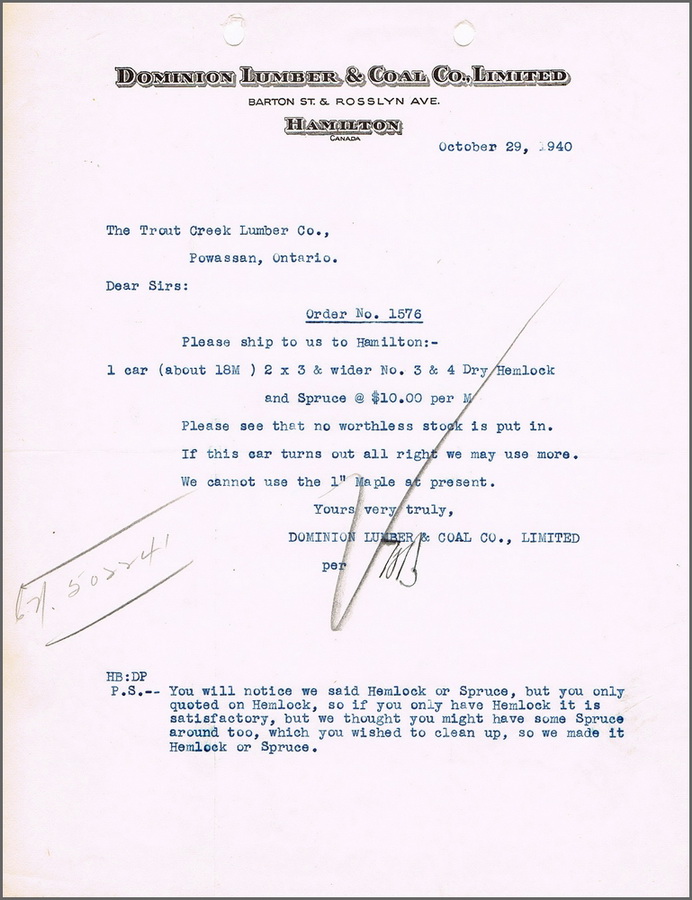 DOMINION LUMBER & COAL CO., LIMITED
BARTON ST. & ROSSLYN AVE.
HAMILTON
CANADA
October 29, 1940
The Trout Creek Lumber Co.,
Powassan, Ontario.
Dear Sirs:
Order No. 1576
Please ship to us to Hamilton:-
1 car (about 18M ) 2 x 3 & wider No. 3 & 4 Dry Hemlock
and Spruce @ $10.00 per M
Please see that no worthless stock is put in.
If this car turns out all right we may use more.
We cannot use the 1" Maple at present.
Yours very truly,
DOMINION LUMBER & COAL CO., LIMITED
per
502241
HB:DP
P.S.-- You will notice we said Hemlock or Spruce, but you only
quoted on Hemlock, so if you only have Hemlock it is
satisfactory, but we thought you might have some Spruce
around too, which you wished to clean up, so we made it
Hemlock or Spruce.